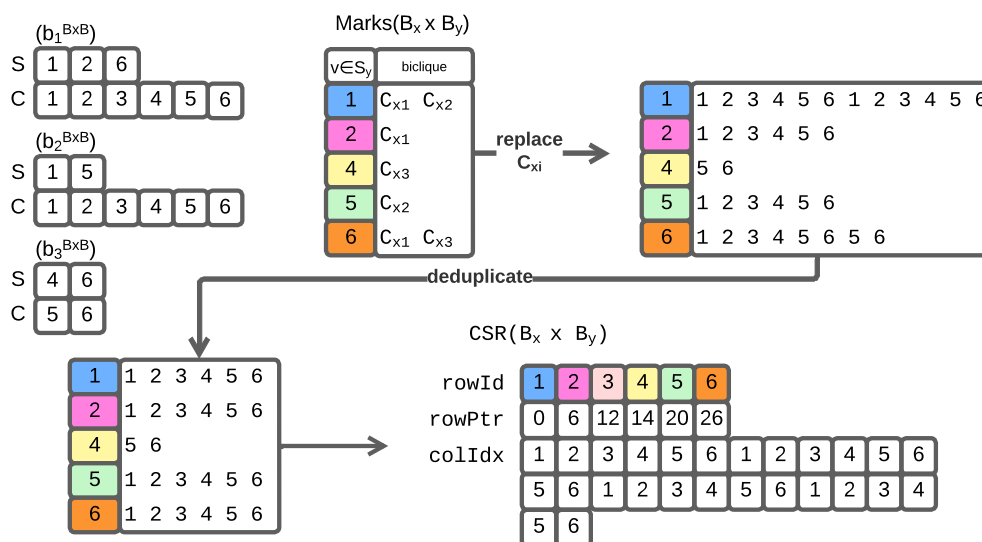 (b₁ᴮˣᴮ)
S 1 2 6
C 1 2 3 4 5 6
(b₂ᴮˣᴮ)
S 1 5
C 1 2 3 4 5 6
(b₃ᴮˣᴮ)
S 4 6
C 5 6
Marks(Bₓ x Bᵧ)
v∈Sᵧ biclique
1 Cₓ₁ Cₓ₂
2 Cₓ₁
4 Cₓ₃
5 Cₓ₂
6 Cₓ₁ Cₓ₃
replace
Cₓᵢ
1 1 2 3 4 5 6 1 2 3 4 5 6
2 1 2 3 4 5 6
4 5 6
5 1 2 3 4 5 6
6 1 2 3 4 5 6 5 6
deduplicate
1 1 2 3 4 5 6
2 1 2 3 4 5 6
4 5 6
5 1 2 3 4 5 6
6 1 2 3 4 5 6
CSR(Bₓ x Bᵧ)
rowId 1 2 3 4 5 6
rowPtr 0 6 12 14 20 26
colIdx 1 2 3 4 5 6 1 2 3 4 5 6
5 6 1 2 3 4 5 6 1 2 3 4
5 6